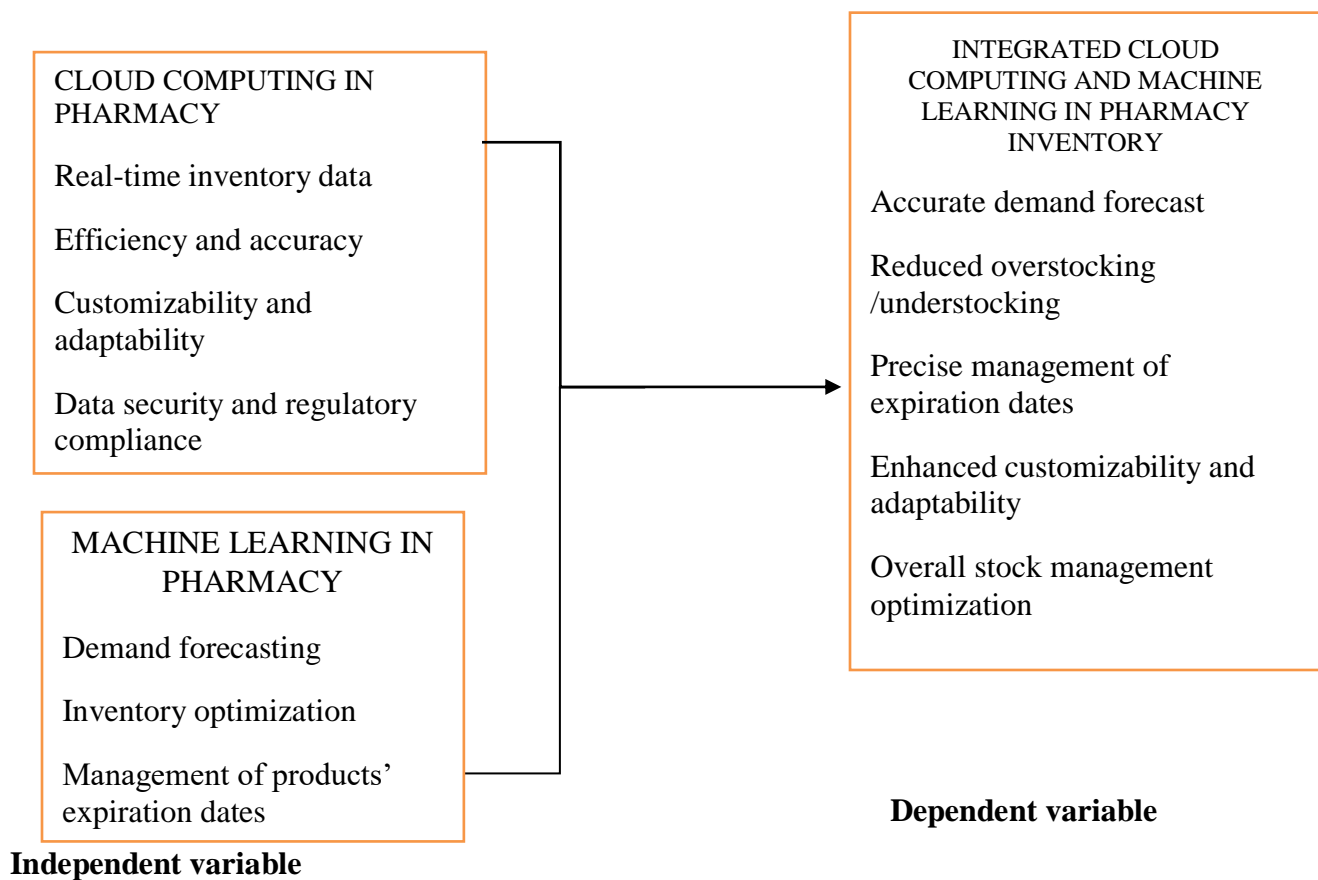 CLOUD COMPUTING IN
PHARMACY
Real-time inventory data
Efficiency and accuracy
Customizability and
adaptability
Data security and regulatory
compliance
MACHINE LEARNING IN
PHARMACY
Demand forecasting
Inventory optimization
Management of products’
expiration dates
Independent variable
INTEGRATED CLOUD
COMPUTING AND MACHINE
LEARNING IN PHARMACY
INVENTORY
Accurate demand forecast
Reduced overstocking
/understocking
Precise management of
expiration dates
Enhanced customizability and
adaptability
Overall stock management
optimization
Dependent variable